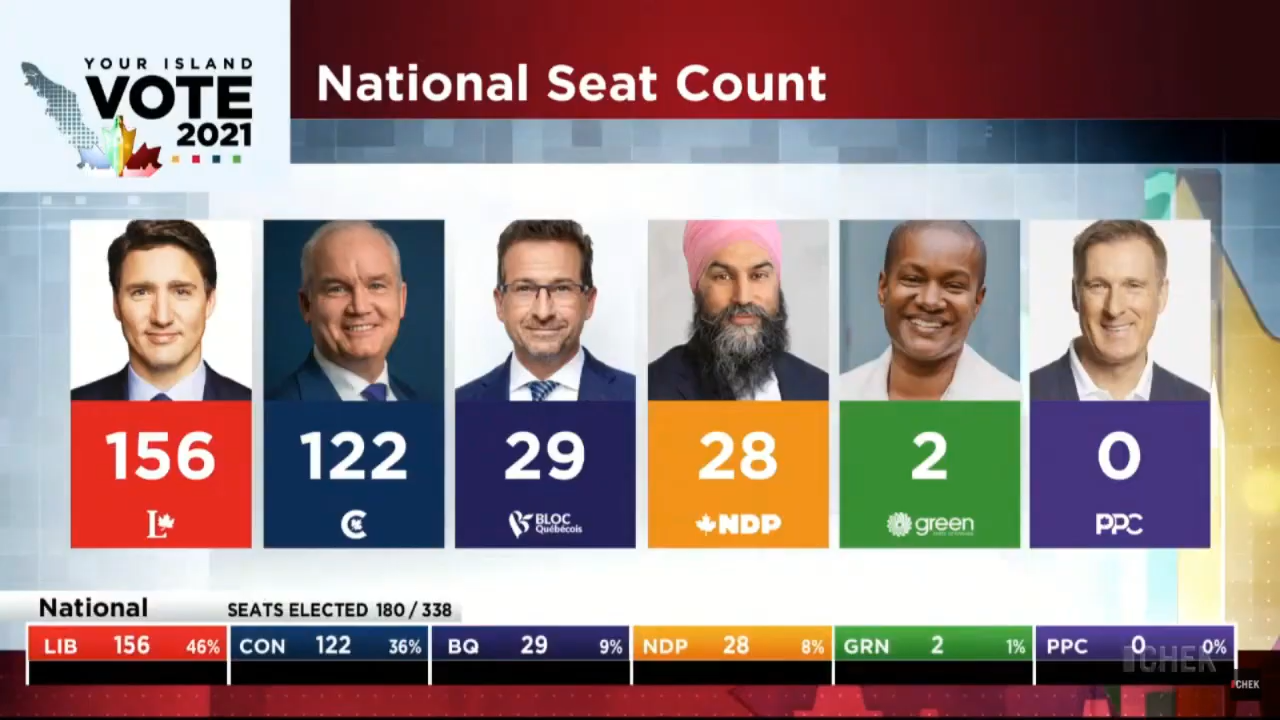 YOUR ISLAND
VOTE
2021
National Seat Count
156
122
29
28
2
0
L
C
BLOC
Québécois
NDP
green
PPC
National
SEATS ELECTED 180 / 338
LIB 156 46%
CON 122 36%
BQ 29 9%
NDP 28 8%
GRN 2 1%
PPC 0 0%
CHEK
CHEK